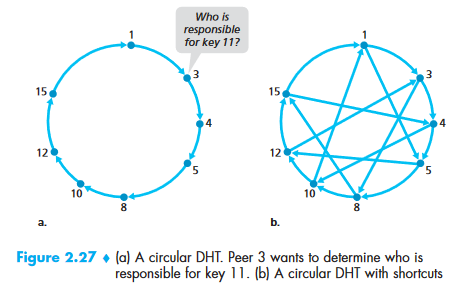 Who is
responsible
for key 11?
1
3
4
5
8
10
12
15
a.
1
3
4
5
8
10
12
15
b.
Figure 2.27 ♦ (a) A circular DHT. Peer 3 wants to determine who is
responsible for key 11. (b) A circular DHT with shortcuts